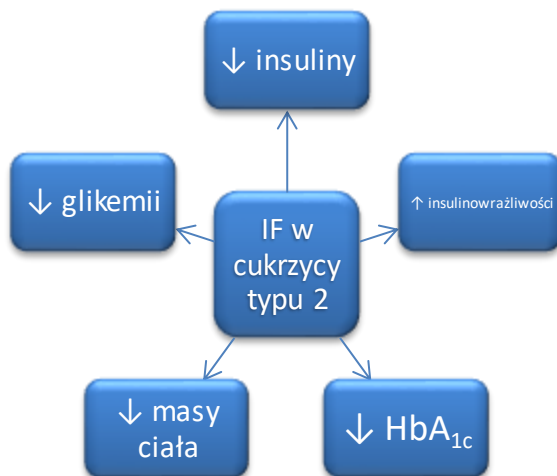 ↓ insuliny
↓ glikemii
↑ insulinowrażliwości
IF w
cukrzycy
typu 2
↓ masy
ciała
↓ HbA1c